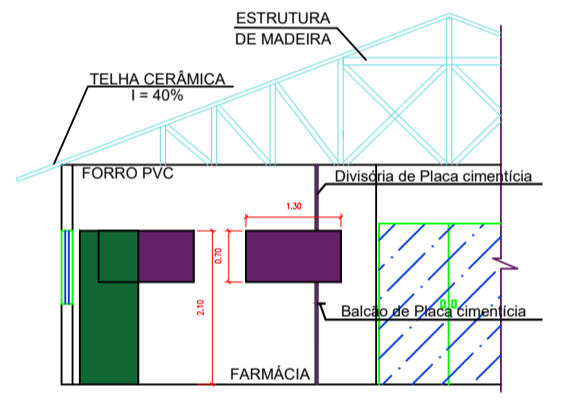 ESTRUTURA
DE MADEIRA
TELHA CERÂMICA
I = 40%
FORRO PVC
Divisória de Placa cimentícia
1.30
0.70
2.10
Balcão de Placa cimentícia
FARMÁCIA